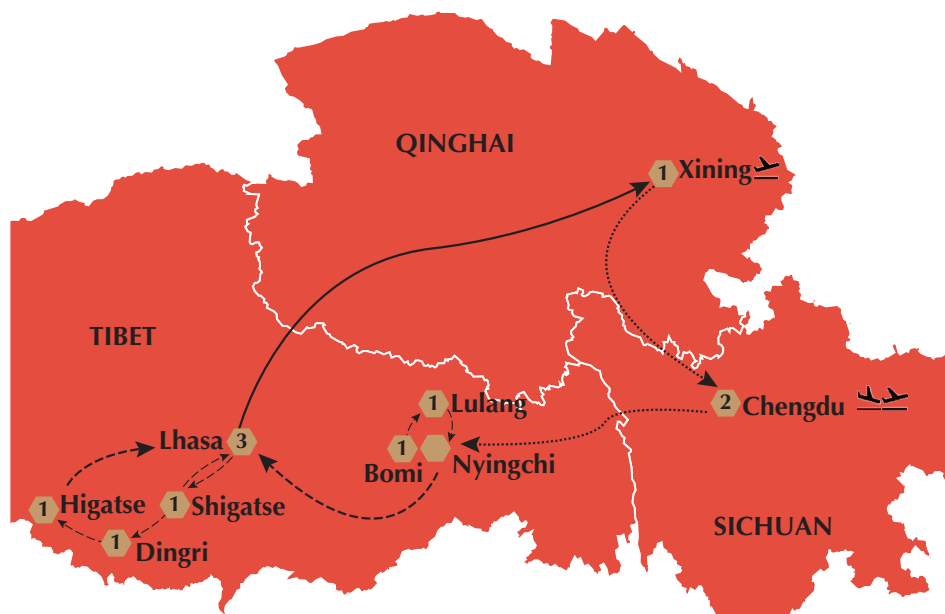 QINGHAI
1 Xining
TIBET
1 Lulang
2 Chengdu
Lhasa 3
1
Bomi
Nyingchi
1 Higatse
1 Shigatse
SICHUAN
1 Dingri